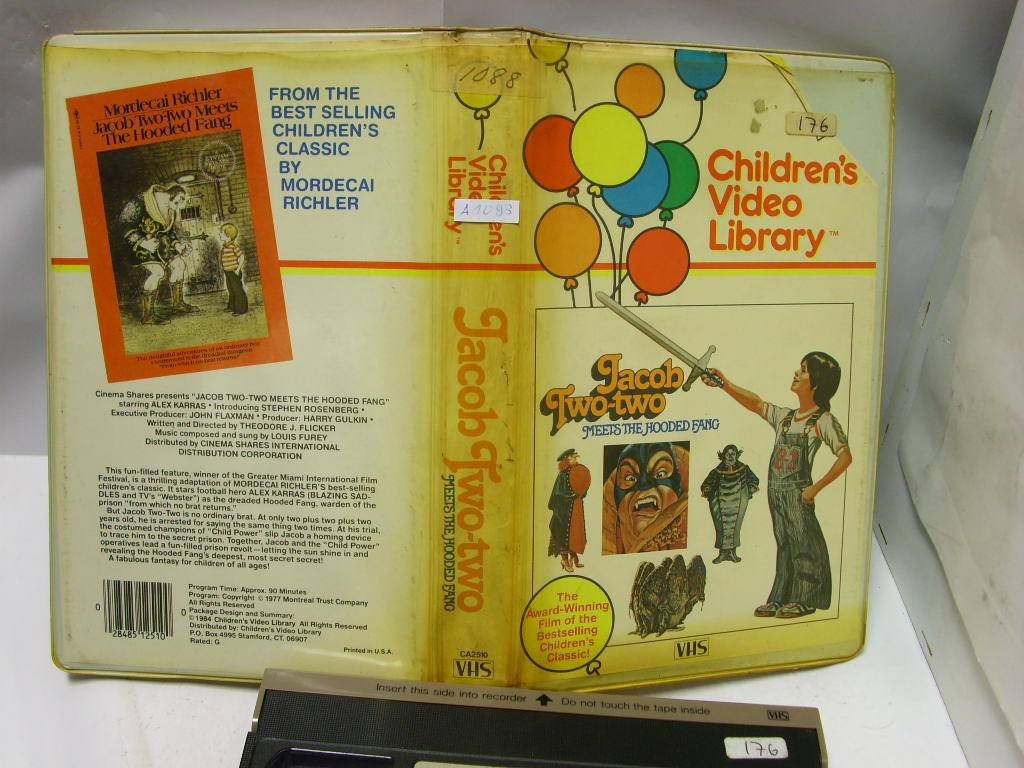 Mordecai Richler
Jacob Two-Two Meets
The Hooded Fang
The delightful adventures of an ordinary boy
"from which no brat returns!"
FROM THE
BEST SELLING
CHILDREN'S
CLASSIC
BY
MORDECAI
RICHLER
Cinema Shares presents "JACOB TWO-TWO MEETS THE HOODED FANG"
starring ALEX KARRAS • Introducing STEPHEN ROSENBERG •
Executive Producer: JOHN FLAXMAN • Producer: HARRY GULKIN •
Written and Directed by THEODORE J. FLICKER
Music composed and sung by LOUIS FUREY
Distributed by CINEMA SHARES INTERNATIONAL
DISTRIBUTION CORPORATION
This fun-filled feature, winner of the Greater Miami International Film
Festival, is a thrilling adaptation of MORDECAI RICHLER'S best-selling
children's classic. It stars football hero ALEX KARRAS (BLAZING SAD-
DLES and TV's "Webster") as the dreaded Hooded Fang, warden of the
prison "from which no brat returns."
But Jacob Two-Two is no ordinary brat. At only two plus two plus two
years old, he is arrested for saying the same thing two times. At his trial,
the costumed champions of "Child Power" slip Jacob a homing device
to trace him to the secret prison. Together, Jacob and the "Child Power"
operatives lead a fun-filled prison revolt—letting the sun shine in and
revealing the Hooded Fang's deepest, most secret secret!
A fabulous fantasy for children of all ages!
0 28485 12510 0
Program Time: Approx. 90 Minutes
Program: Copyright © 1977 Montreal Trust Company
All Rights Reserved
Package Design and Summary:
© 1984 Children's Video Library All Rights Reserved
Distributed by: Children's Video Library
P.O. Box 4995 Stamford, CT. 06907
Rated: G
Printed in U.S.A.
1088
Children's
Video
Library™
A1093
Jacob Two-two
MEETS THE HOODED FANG
CA2510
VHS
176
Children's
Video
Library™
Jacob
Two-two
MEETS THE HOODED FANG
The
Award-Winning
Film of the
Bestselling
Children's
Classic!
VHS
Insert this side into recorder Do not touch the tape inside
VHS
176